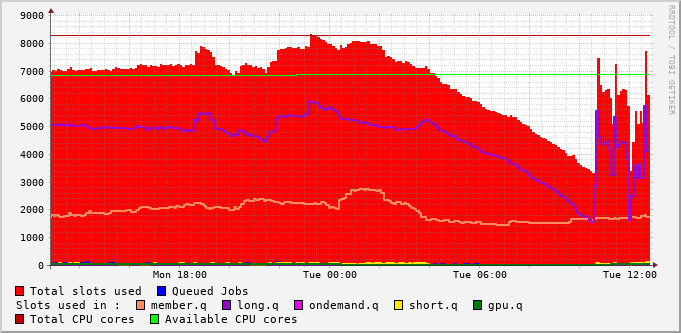 9000
8000
7000
6000
5000
4000
3000
2000
1000
0
Mon 18:00 Tue 00:00 Tue 06:00 Tue 12:00
RRDTOOL / TOBI OETIKER
Total slots used Queued Jobs
Slots used in : member.q long.q ondemand.q short.q gpu.q
Total CPU cores Available CPU cores